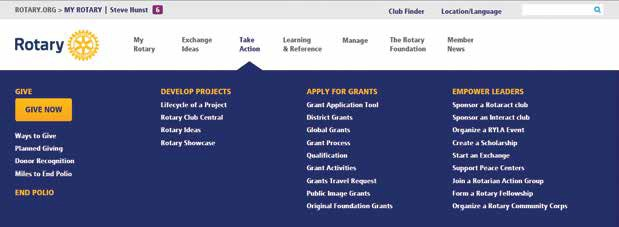 ROTARY.ORG > MY ROTARY | Steve Hunst 6
Club Finder Location/Language
Rotary
My Rotary
Exchange Ideas
Take Action
Learning & Reference
Manage
The Rotary Foundation
Member News
GIVE
GIVE NOW
Ways to Give
Planned Giving
Donor Recognition
Miles to End Polio
END POLIO
DEVELOP PROJECTS
Lifecycle of a Project
Rotary Club Central
Rotary Ideas
Rotary Showcase
APPLY FOR GRANTS
Grant Application Tool
District Grants
Global Grants
Grant Process
Qualification
Grant Activities
Grants Travel Request
Public Image Grants
Original Foundation Grants
EMPOWER LEADERS
Sponsor a Rotaract club
Sponsor an Interact club
Organize a RYLA Event
Create a Scholarship
Start an Exchange
Support Peace Centers
Join a Rotarian Action Group
Form a Rotary Fellowship
Organize a Rotary Community Corps